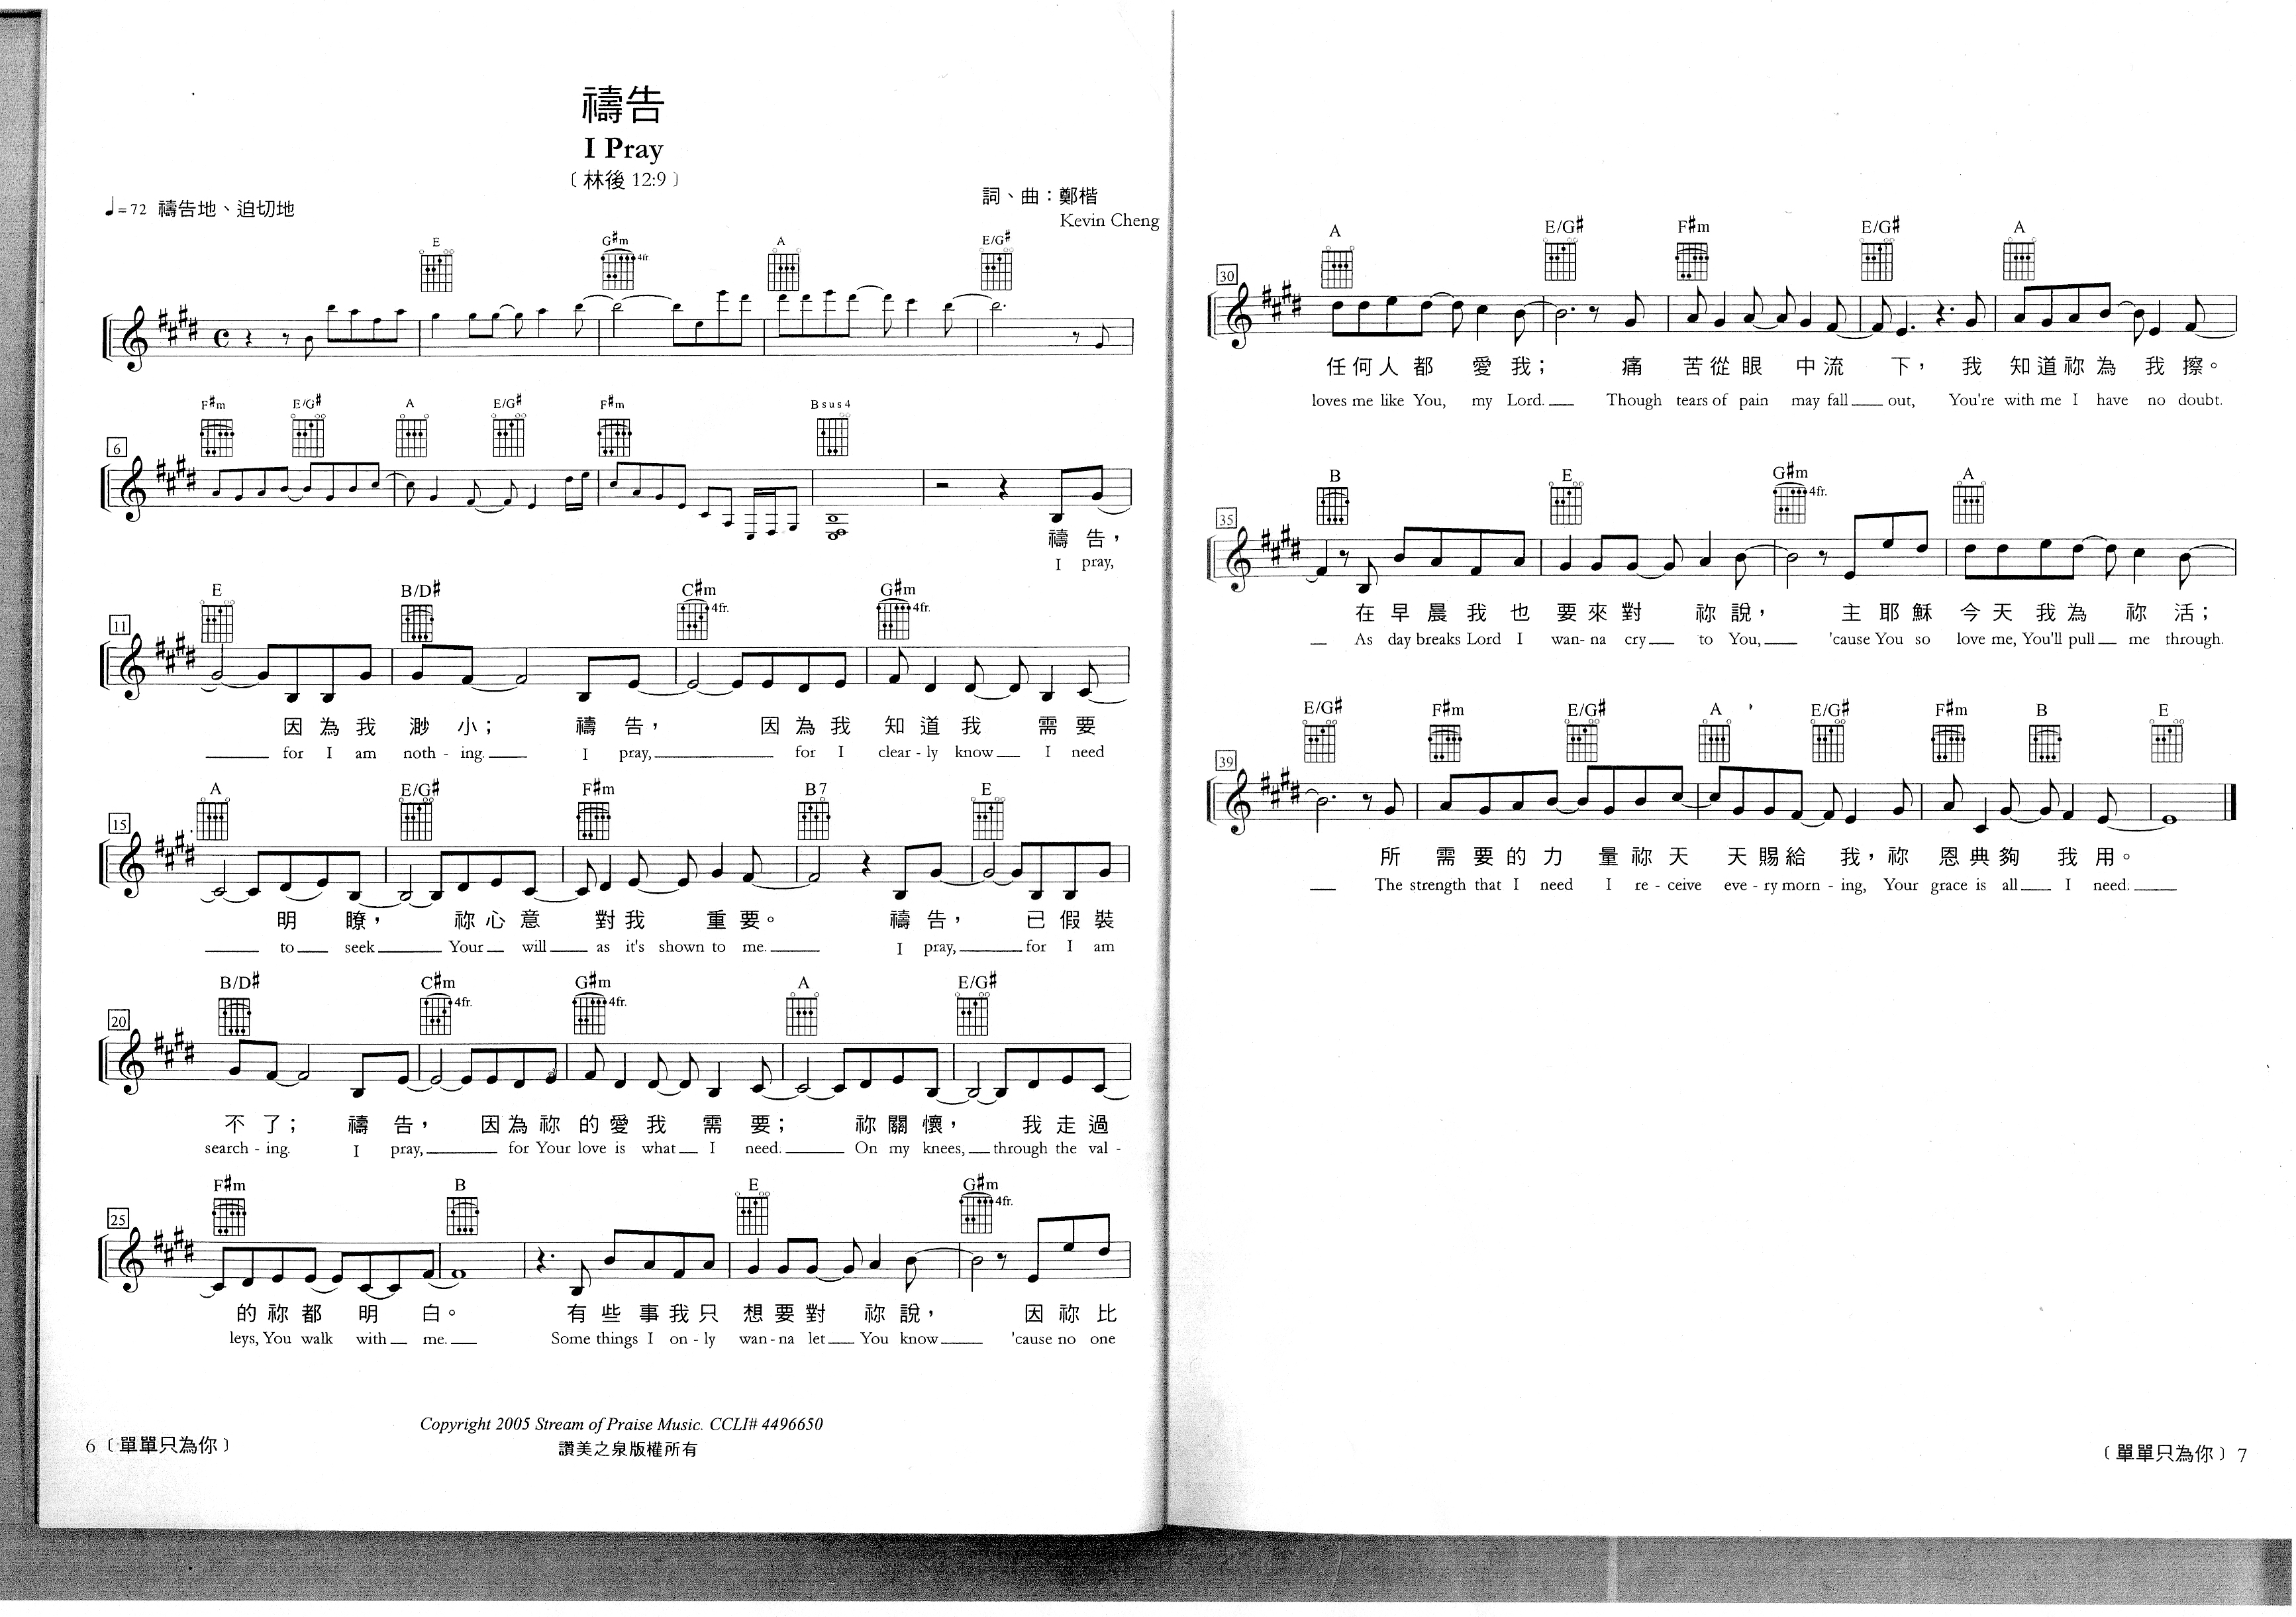 禱告
I Pray
﹝林後 12:9﹞
♩=72 禱告地、迫切地
詞、曲：鄭楷
Kevin Cheng
E G#m 4fr. A E/G#
6
F#m E/G# A E/G# F#m Bsus4
禱 告，
I pray,
11
E B/D# C#m 4fr. G#m 4fr.
因 為 我 渺 小； 禱 告， 因 為 我 知 道 我 需 要
for I am noth - ing. I pray, for I clear - ly know I need
15
A E/G# F#m B7 E
明 瞭， 祢 心 意 對 我 重 要。 禱 告， 已 假 裝
to seek Your will as it's shown to me. I pray, for I am
20
B/D# C#m 4fr. G#m 4fr. A E/G#
不 了； 禱 告， 因 為 祢 的 愛 我 需 要； 祢 關 懷， 我 走 過
search - ing. I pray, for Your love is what I need. On my knees, through the val -
25
F#m B E G#m 4fr.
的 祢 都 明 白。 有 些 事 我 只 想 要 對 祢 說， 因 祢 比
leys, You walk with me. Some things I on - ly wan - na let You know 'cause no one
Copyright 2005 Stream of Praise Music. CCLI# 4496650
讚美之泉版權所有
6﹝單單只為你﹞
30
A E/G# F#m E/G# A
任 何 人 都 愛 我； 痛 苦 從 眼 中 流 下， 我 知 道 祢 為 我 擦。
loves me like You, my Lord. Though tears of pain may fall out, You're with me I have no doubt.
35
B E G#m 4fr. A
在 早 晨 我 也 要 來 對 祢 說， 主 耶 穌 今 天 我 為 祢 活；
As day breaks Lord I wan - na cry to You, 'cause You so love me, You'll pull me through.
39
E/G# F#m E/G# A E/G# F#m B E
所 需 要 的 力 量 祢 天 天 賜 給 我，祢 恩 典 夠 我 用。
The strength that I need I re - ceive eve - ry morn - ing, Your grace is all I need.
﹝單單只為你﹞7